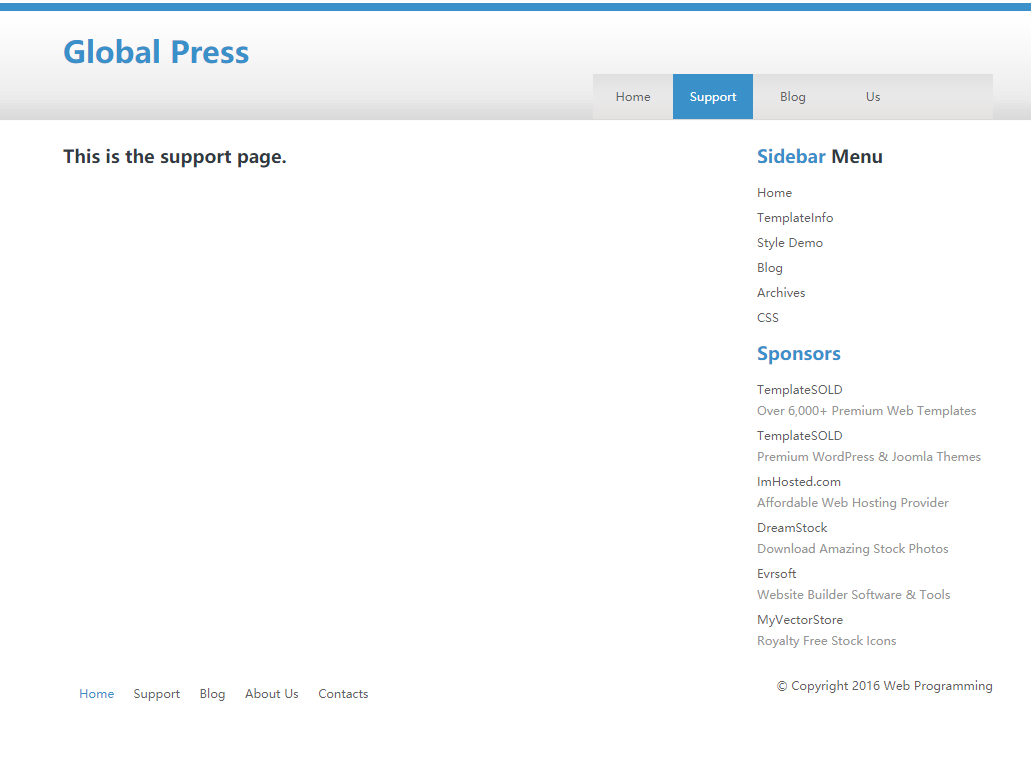 Global Press
Home Support Blog Us
This is the support page.
Sidebar Menu
Home
TemplateInfo
Style Demo
Blog
Archives
CSS
Sponsors
TemplateSOLD
Over 6,000+ Premium Web Templates
TemplateSOLD
Premium WordPress & Joomla Themes
ImHosted.com
Affordable Web Hosting Provider
DreamStock
Download Amazing Stock Photos
Evrsoft
Website Builder Software & Tools
MyVectorStore
Royalty Free Stock Icons
Home Support Blog About Us Contacts
© Copyright 2016 Web Programming